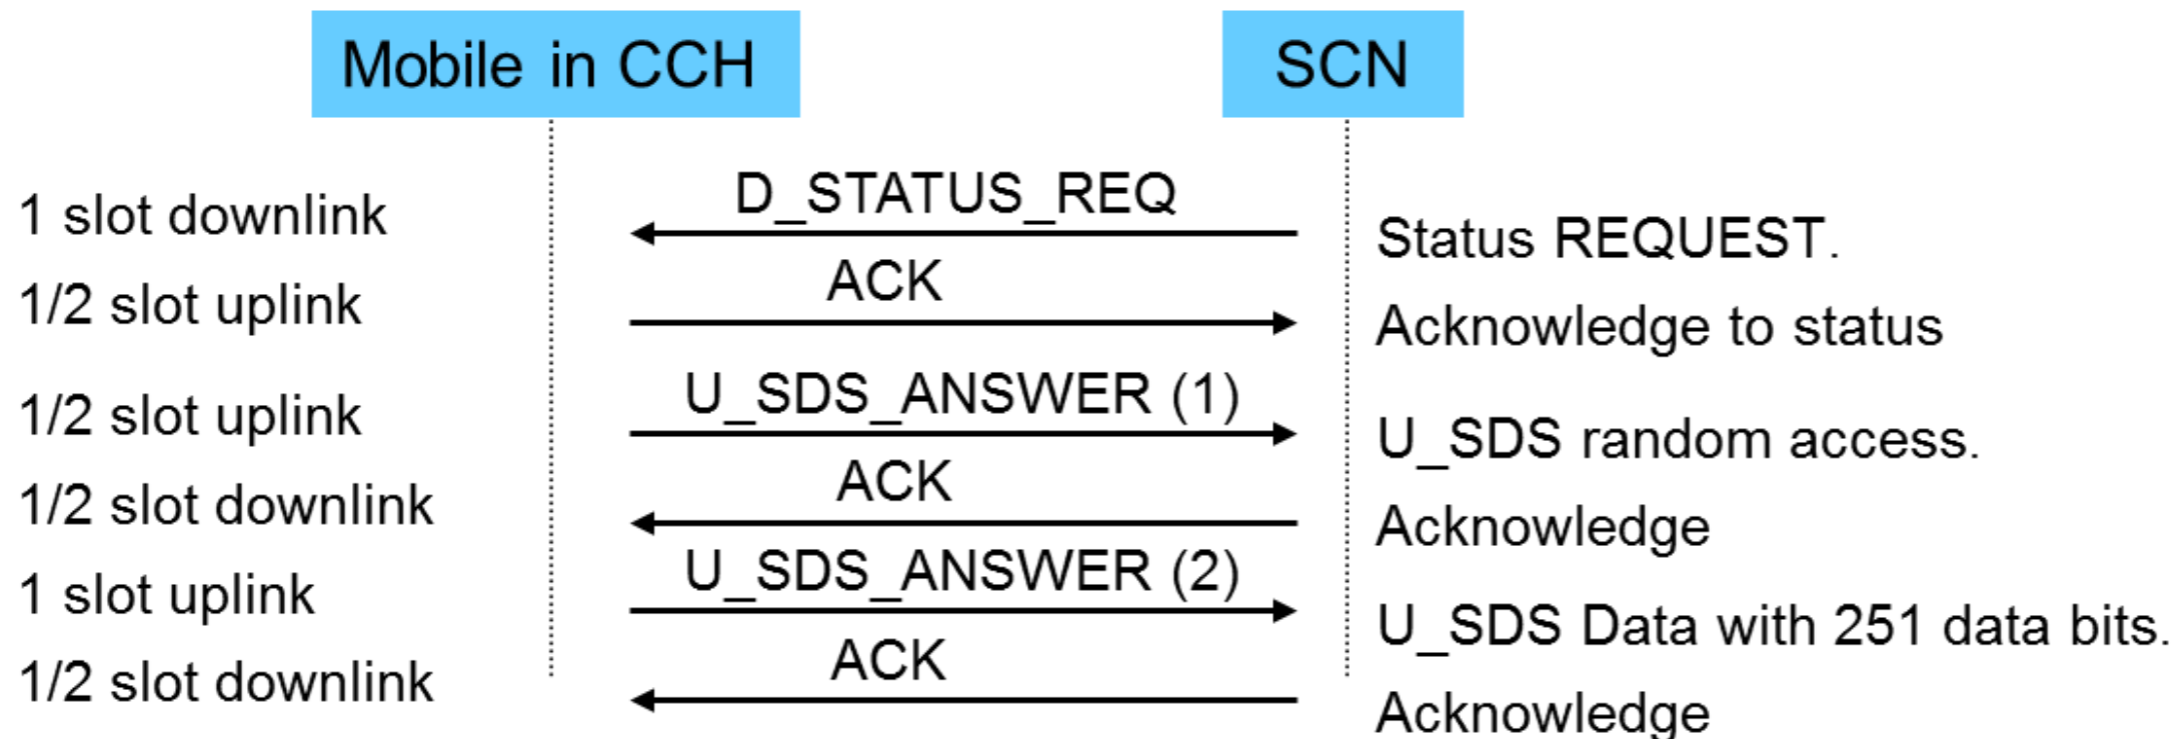 Mobile in CCH
SCN
1 slot downlink
D_STATUS_REQ
Status REQUEST.
1/2 slot uplink
ACK
Acknowledge to status
1/2 slot uplink
U_SDS_ANSWER (1)
U_SDS random access.
1/2 slot downlink
ACK
Acknowledge
1 slot uplink
U_SDS_ANSWER (2)
U_SDS Data with 251 data bits.
1/2 slot downlink
ACK
Acknowledge